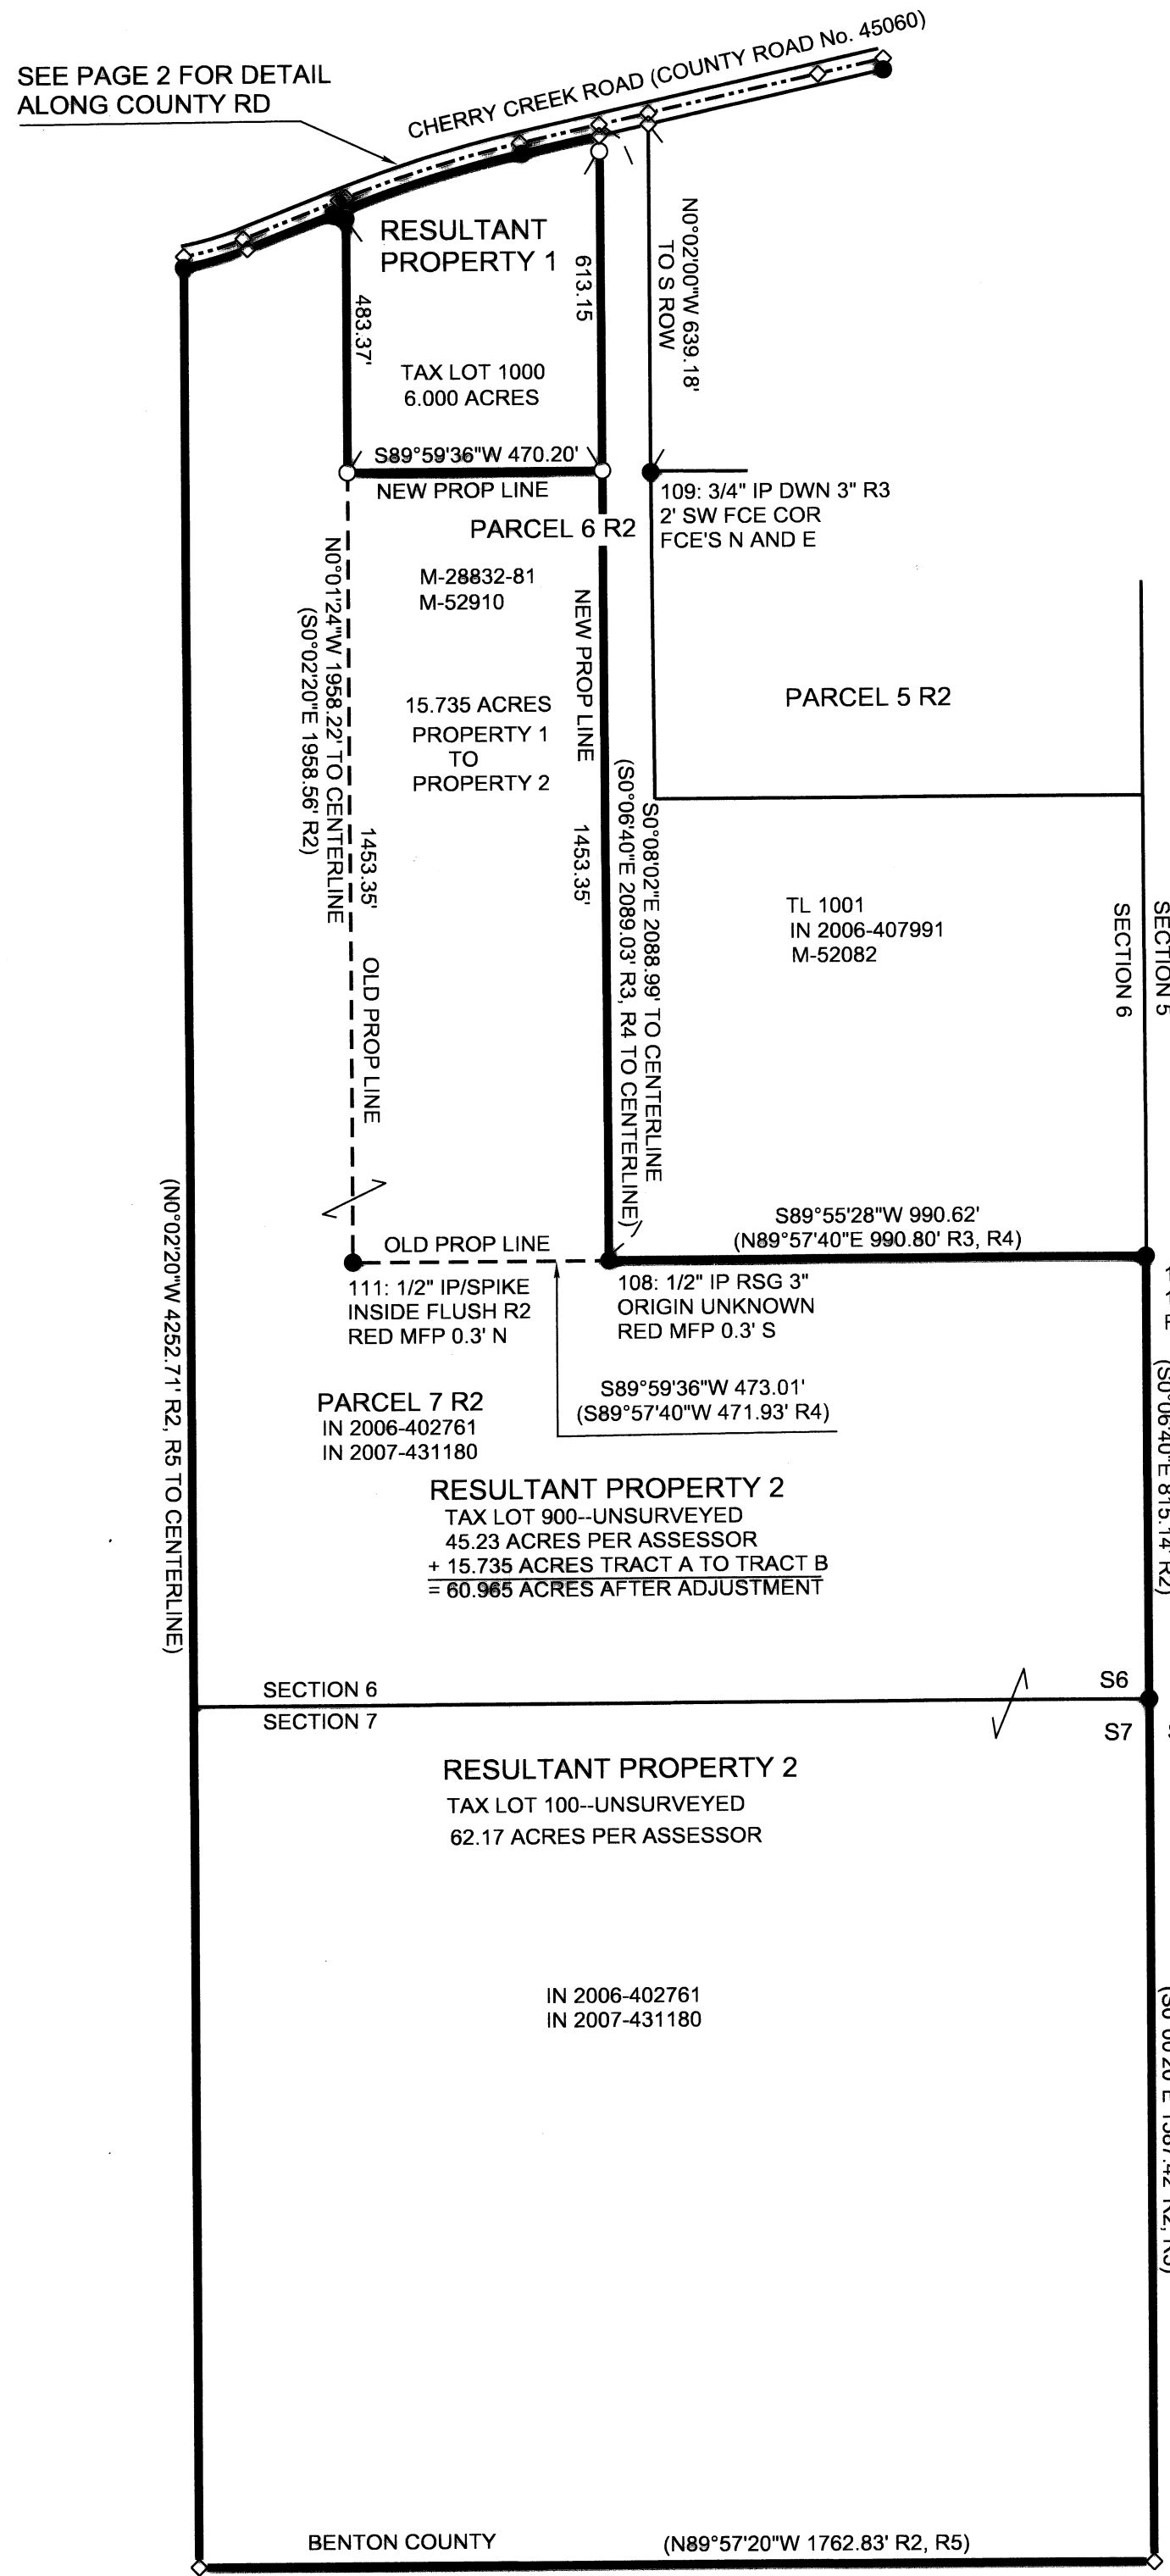 SEE PAGE 2 FOR DETAIL
ALONG COUNTY RD
CHERRY CREEK ROAD (COUNTY ROAD No. 45060)
RESULTANT
PROPERTY 1
483.37'
613.15
N0°02'00"W 639.18'
TO S ROW
TAX LOT 1000
6.000 ACRES
S89°59'36"W 470.20'
NEW PROP LINE
109: 3/4" IP DWN 3" R3
2' SW FCE COR
FCE'S N AND E
PARCEL 6 R2
M-28832-81
M-52910
N0°01'24"W 1958.22' TO CENTERLINE
(S0°02'20"E 1958.56' R2)
NEW PROP LINE
15.735 ACRES
PROPERTY 1
TO
PROPERTY 2
PARCEL 5 R2
1453.35'
1453.35'
OLD PROP LINE
S0°08'02"E 2088.99' TO CENTERLINE
(S0°06'40"E 2089.03' R3, R4 TO CENTERLINE)
TL 1001
IN 2006-407991
M-52082
SECTION 6
SECTION 5
S89°55'28"W 990.62'
(N89°57'40"E 990.80' R3, R4)
OLD PROP LINE
111: 1/2" IP/SPIKE
INSIDE FLUSH R2
RED MFP 0.3' N
108: 1/2" IP RSG 3"
ORIGIN UNKNOWN
RED MFP 0.3' S
S89°59'36"W 473.01'
(S89°57'40"W 471.93' R4)
(N0°02'20"W 4252.71' R2, R5 TO CENTERLINE)
(S0°06'40"E 815.14' R2)
PARCEL 7 R2
IN 2006-402761
IN 2007-431180
RESULTANT PROPERTY 2
TAX LOT 900--UNSURVEYED
45.23 ACRES PER ASSESSOR
+ 15.735 ACRES TRACT A TO TRACT B
= 60.965 ACRES AFTER ADJUSTMENT
SECTION 6
SECTION 7
S6
S7
RESULTANT PROPERTY 2
TAX LOT 100--UNSURVEYED
62.17 ACRES PER ASSESSOR
IN 2006-402761
IN 2007-431180
BENTON COUNTY
(N89°57'20"W 1762.83' R2, R5)